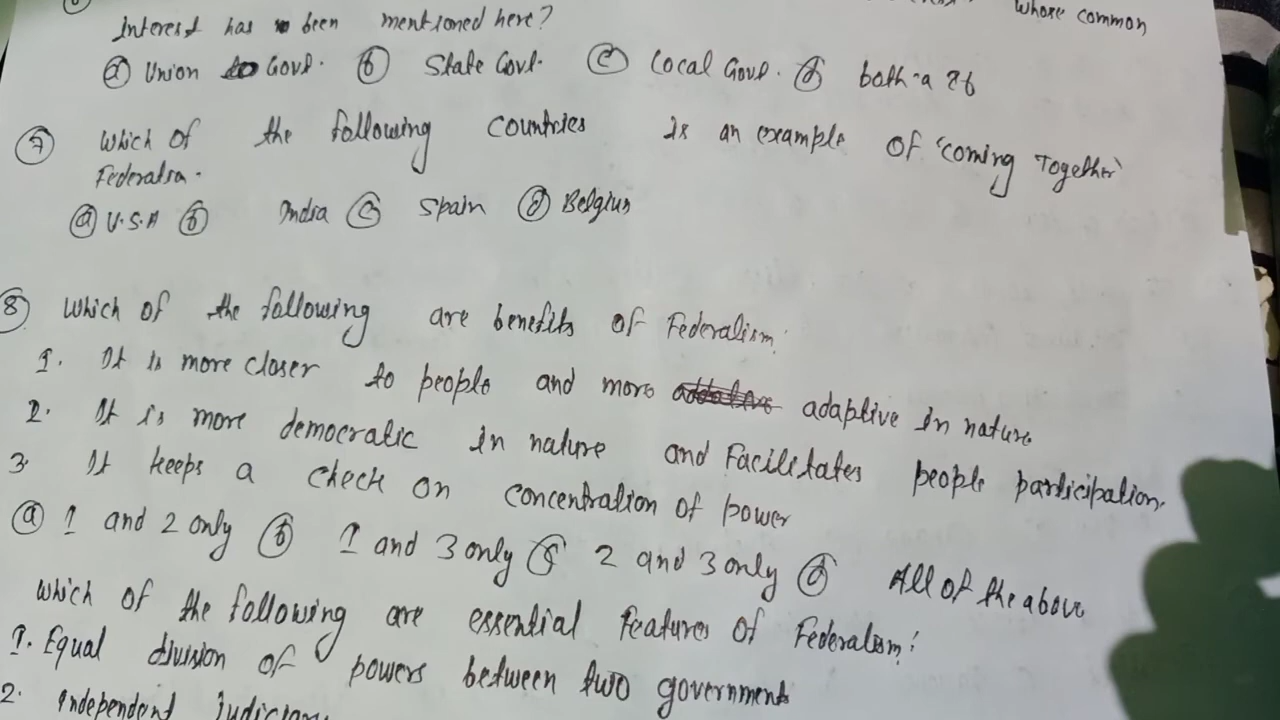 whose common
Interest has been mentioned here?
(a) Union Govt. (b) State Govt. (c) Local Govt. (d) both a & b
(7) Which of the following countries is an example of 'coming Together'
(a) U.S.A (b) India (c) Spain (d) Belgium
(8) Which of the following are benefits of Federalism:
1. It is more closer to people and more adaptive in nature
2. It is more democratic in nature and Facilitates people participation.
3. It keeps a check on concentration of power
(a) 1 and 2 only (b) 1 and 3 only (c) 2 and 3 only (d) All of the above
Which of the following are essential features of Federalism:
1. Equal division of powers between two governments
2. Independent Judiciary